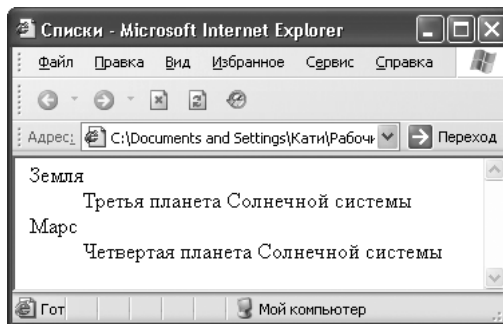 Списки - Microsoft Internet Explorer
Файл Правка Вид Избранное Сервис Справка
Адрес: C:\Documents and Settings\Кати\Рабочи Переход
Земля
Третья планета Солнечной системы
Марс
Четвертая планета Солнечной системы
Гот Мой компьютер